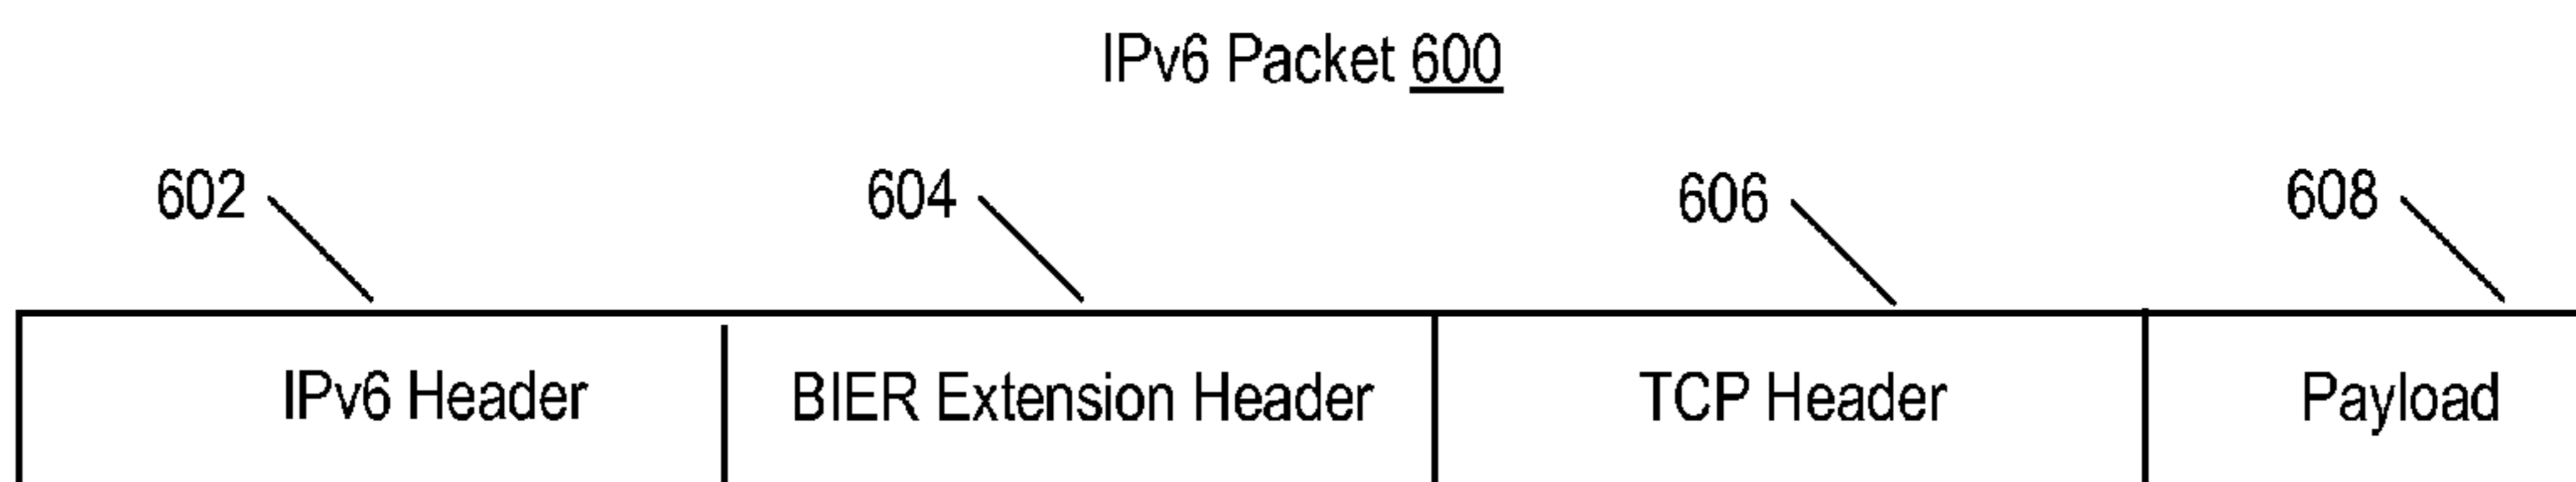 IPv6 Packet 600
602 604 606 608
IPv6 Header BIER Extension Header TCP Header Payload